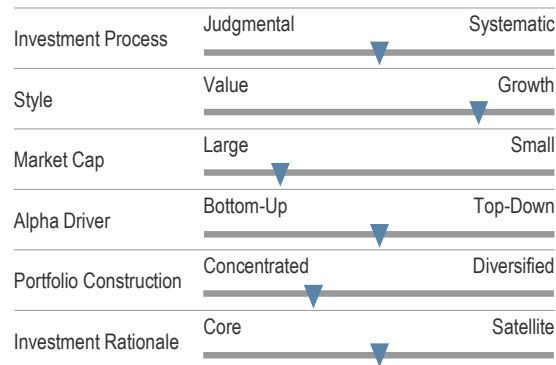 Judgmental Systematic
Investment Process
Value Growth
Style
Large Small
Market Cap
Bottom-Up Top-Down
Alpha Driver
Concentrated Diversified
Portfolio Construction
Core Satellite
Investment Rationale